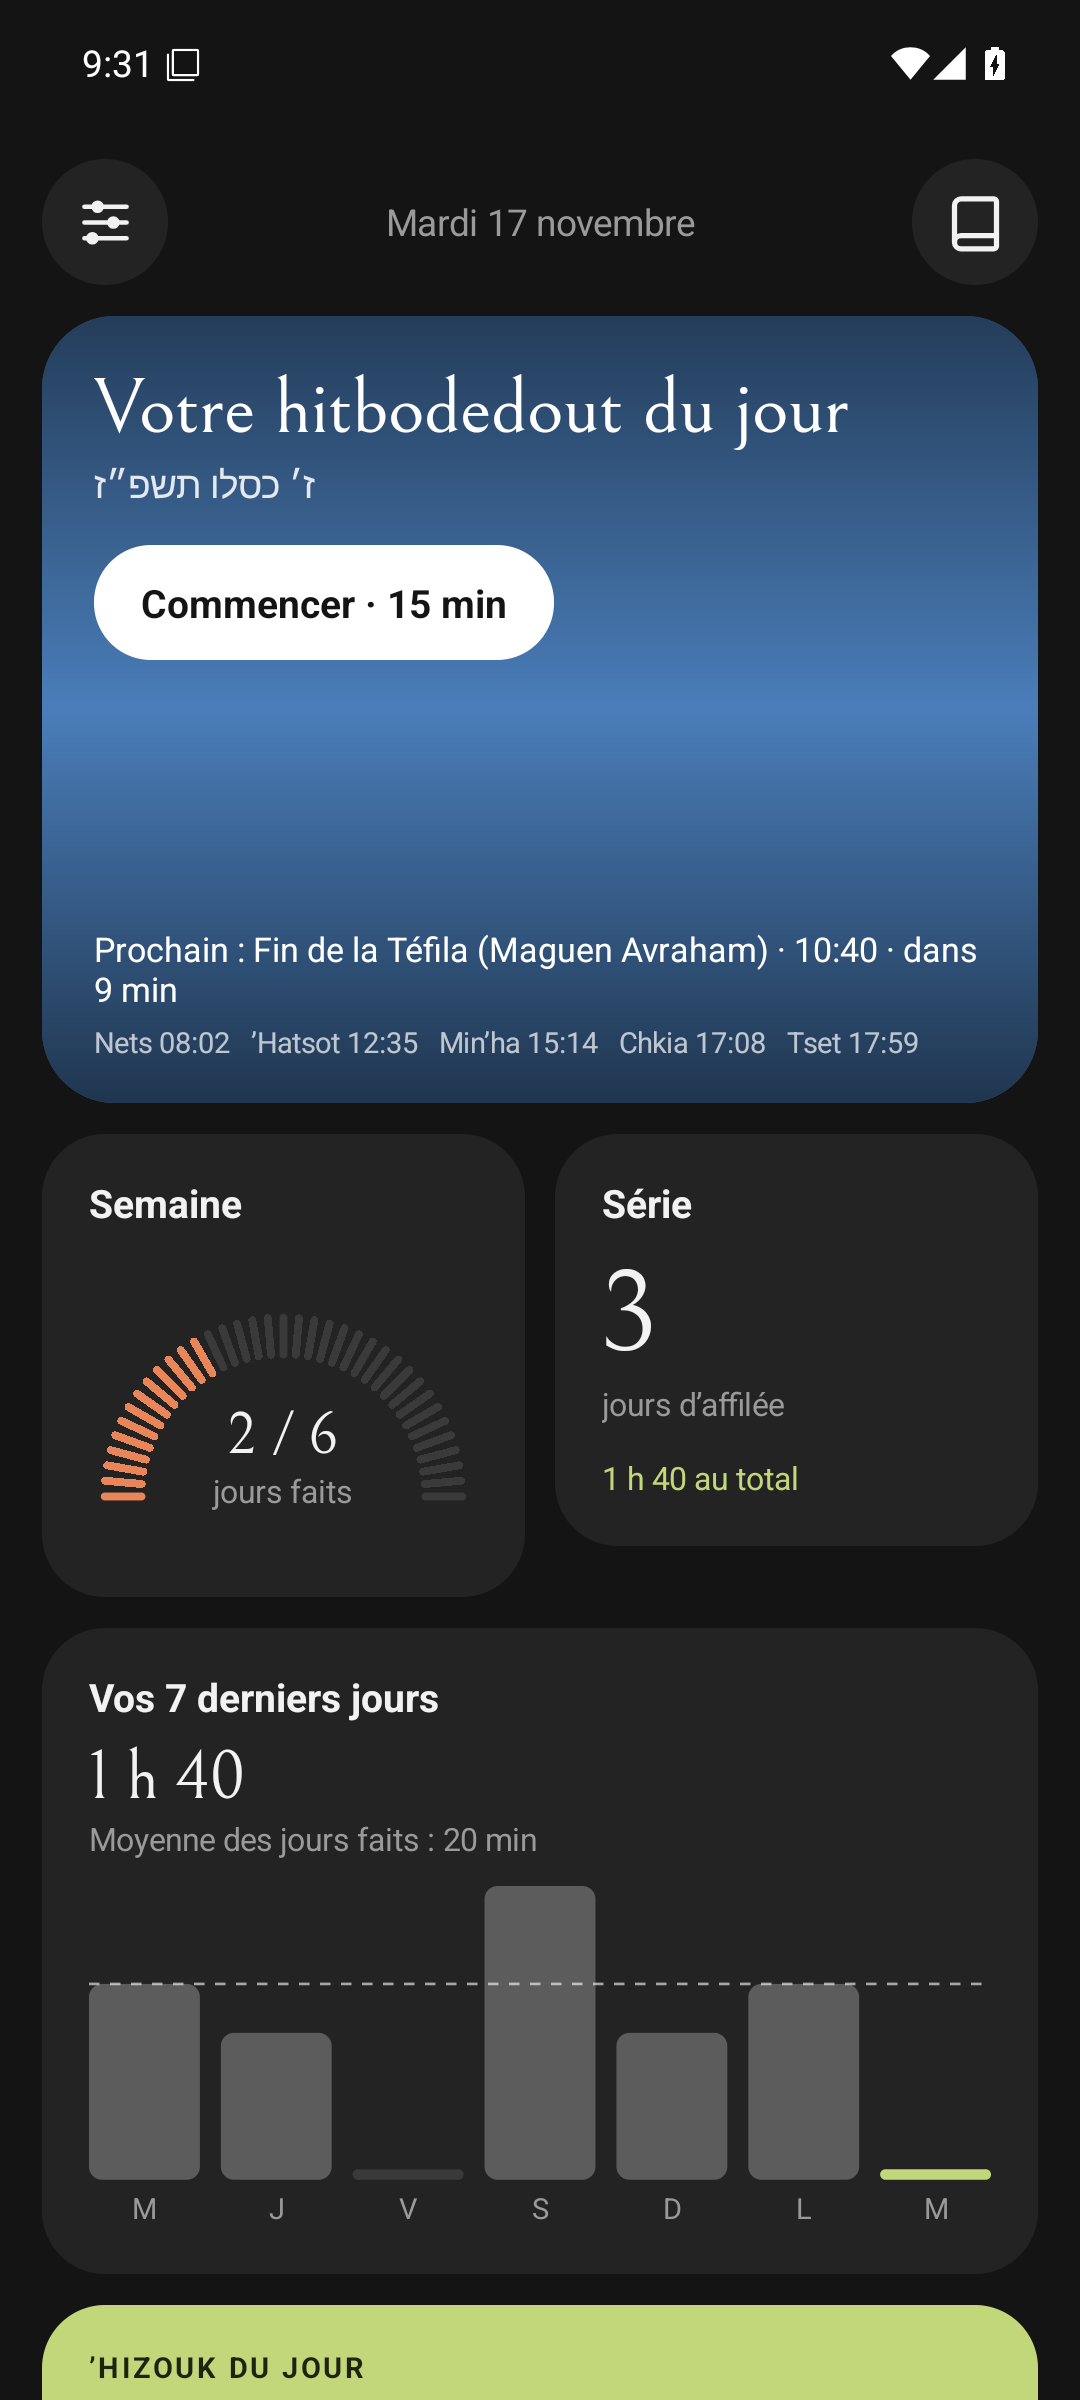 9:31
Mardi 17 novembre
Votre hitbodedout du jour
ז׳ כסלו תשפ״ז
Commencer · 15 min
Prochain : Fin de la Téfila (Maguen Avraham) · 10:40 · dans
9 min
Nets 08:02 ’Hatsot 12:35 Min’ha 15:14 Chkia 17:08 Tset 17:59
Semaine
2 / 6
jours faits
Série
3
jours d’affilée
1 h 40 au total
Vos 7 derniers jours
1 h 40
Moyenne des jours faits : 20 min
M J V S D L M
’HIZOUK DU JOUR